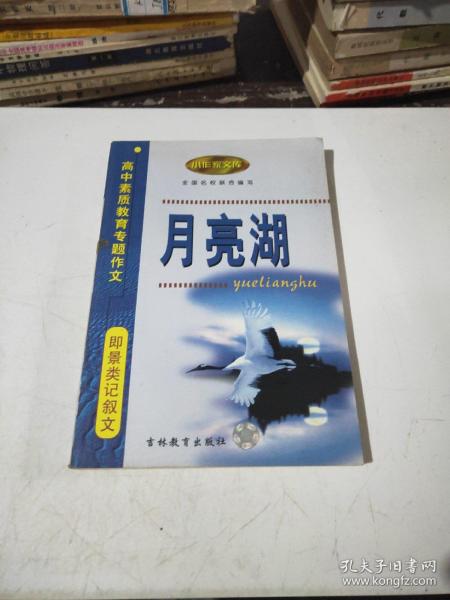 小作家文库
全国名校联合编写
月亮湖
yuelianghu
高中素质教育专题作文
即景类记叙文
吉林教育出版社
孔夫子旧书网
www.kongfz.com